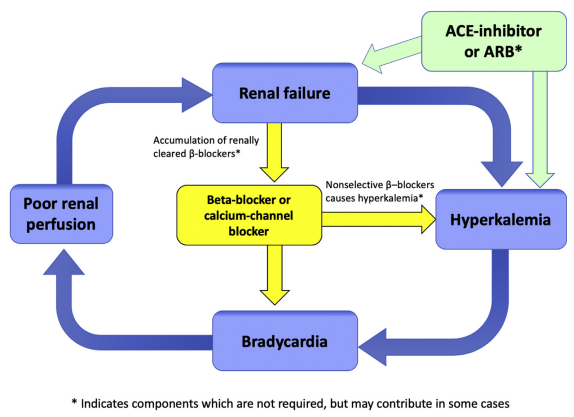 ACE-inhibitor
or ARB*
Renal failure
Accumulation of renally
cleared β-blockers*
Poor renal
perfusion
Beta-blocker or
calcium-channel
blocker
Nonselective β–blockers
causes hyperkalemia*
Hyperkalemia
Bradycardia
* Indicates components which are not required, but may contribute in some cases